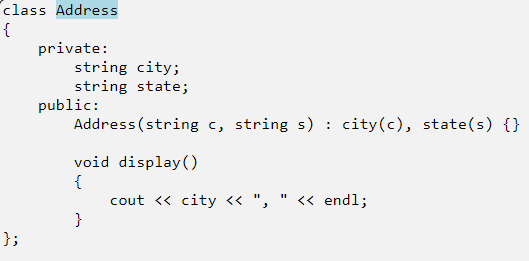 class Address
{
    private:
        string city;
        string state;
    public:
        Address(string c, string s) : city(c), state(s) {}

        void display()
        {
            cout << city << ", " << endl;
        }
};